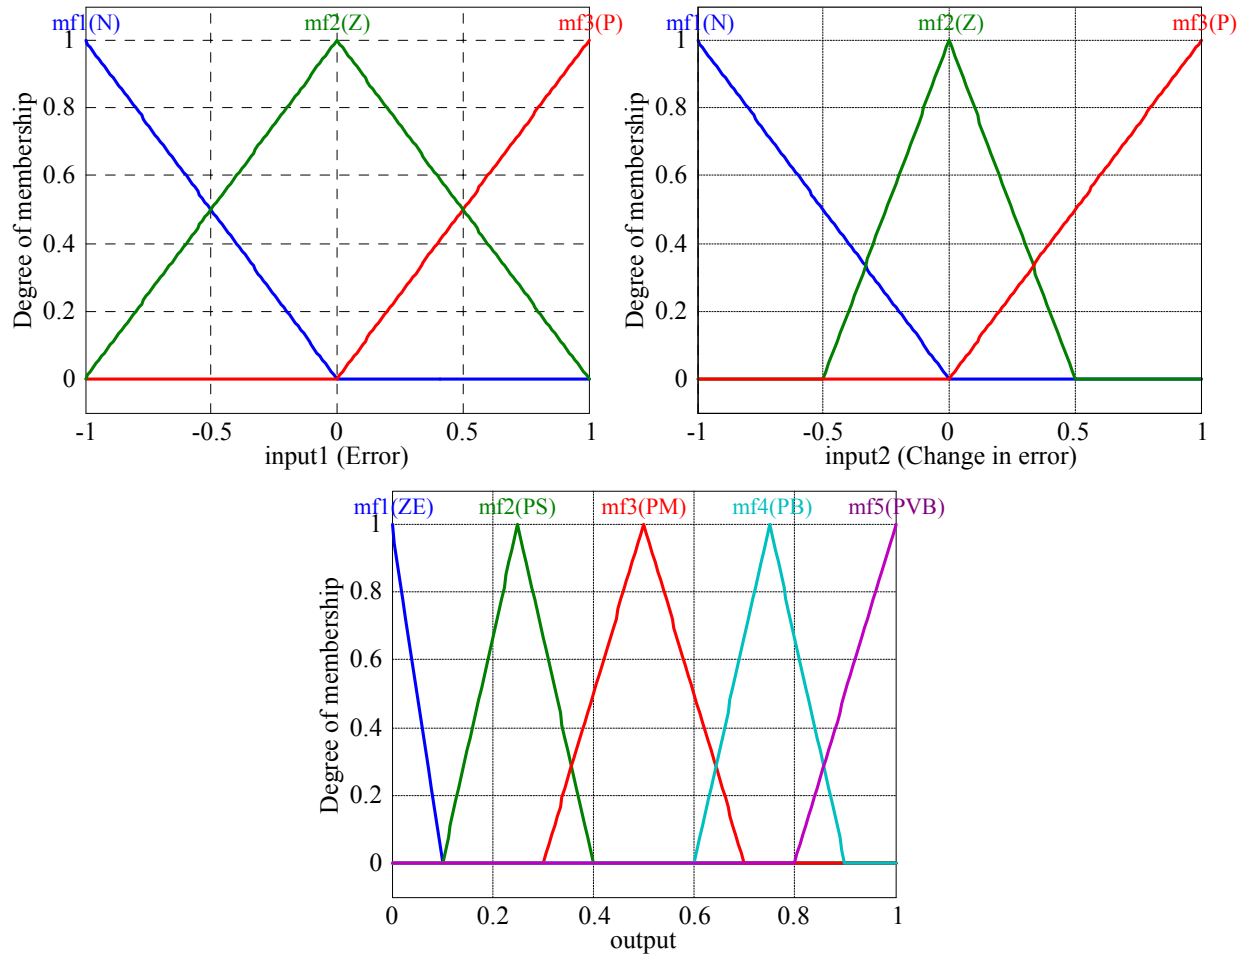 mf1(N) mf2(Z) mf3(P)
1
0.8
0.6
0.4
0.2
0
Degree of membership
-1 -0.5 0 0.5 1
input1 (Error)
mf1(N) mf2(Z) mf3(P)
1
0.8
0.6
0.4
0.2
0
Degree of membership
-1 -0.5 0 0.5 1
input2 (Change in error)
mf1(ZE) mf2(PS) mf3(PM) mf4(PB) mf5(PVB)
1
0.8
0.6
0.4
0.2
0
Degree of membership
0 0.2 0.4 0.6 0.8 1
output